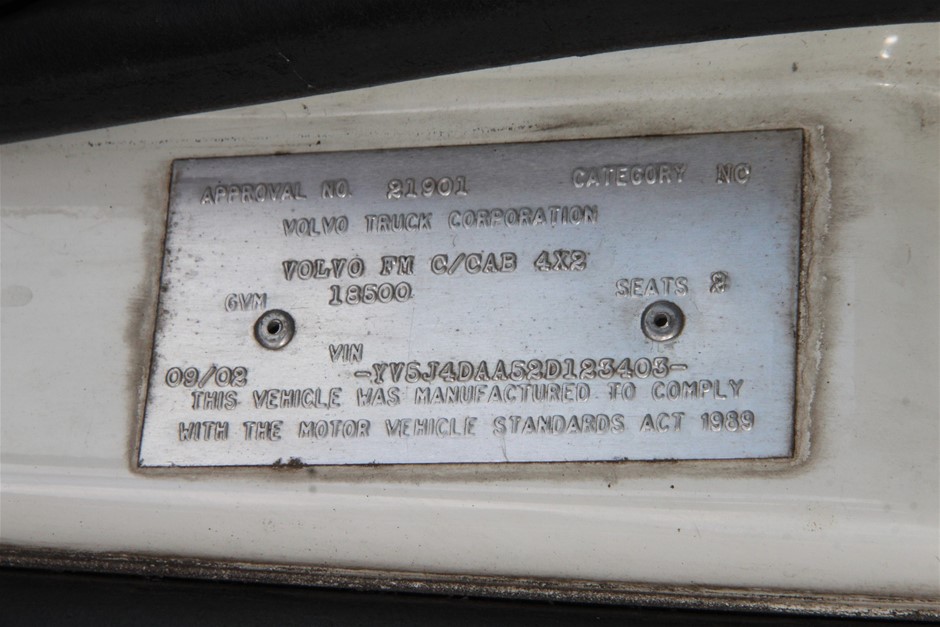 APPROVAL NO. 21901 CATEGORY NC
VOLVO TRUCK CORPORATION
VOLVO FM C/CAB 4X2
GVM 18500 SEATS 2
VIN
09/02 -YV5J4DAA52D123403-
THIS VEHICLE WAS MANUFACTURED TO COMPLY
WITH THE MOTOR VEHICLE STANDARDS ACT 1989